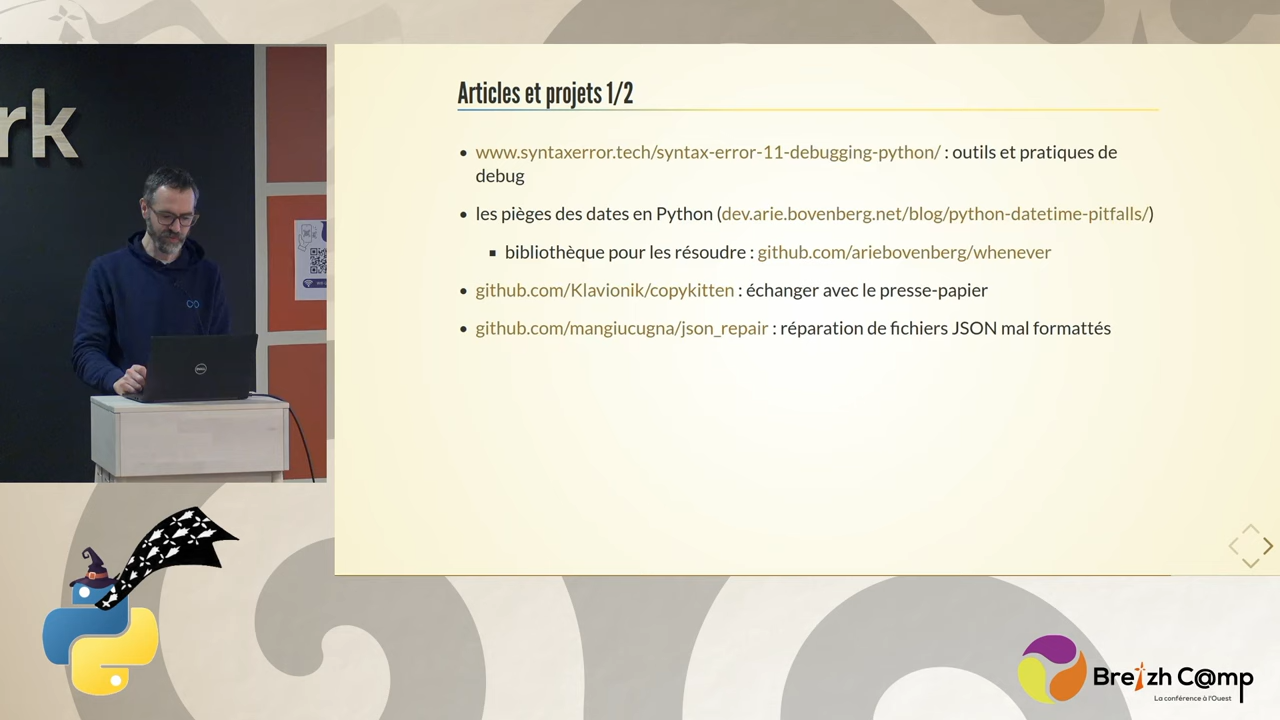 rk
Articles et projets 1/2
www.syntaxerror.tech/syntax-error-11-debugging-python/ : outils et pratiques de
debug
les pièges des dates en Python (dev.arie.bovenberg.net/blog/python-datetime-pitfalls/)
bibliothèque pour les résoudre : github.com/ariebovenberg/whenever
github.com/Klavionik/copykitten : échanger avec le presse-papier
github.com/mangiucugna/json_repair : réparation de fichiers JSON mal formattés
DELL
Breizh C@mp
La conférence à l'Ouest